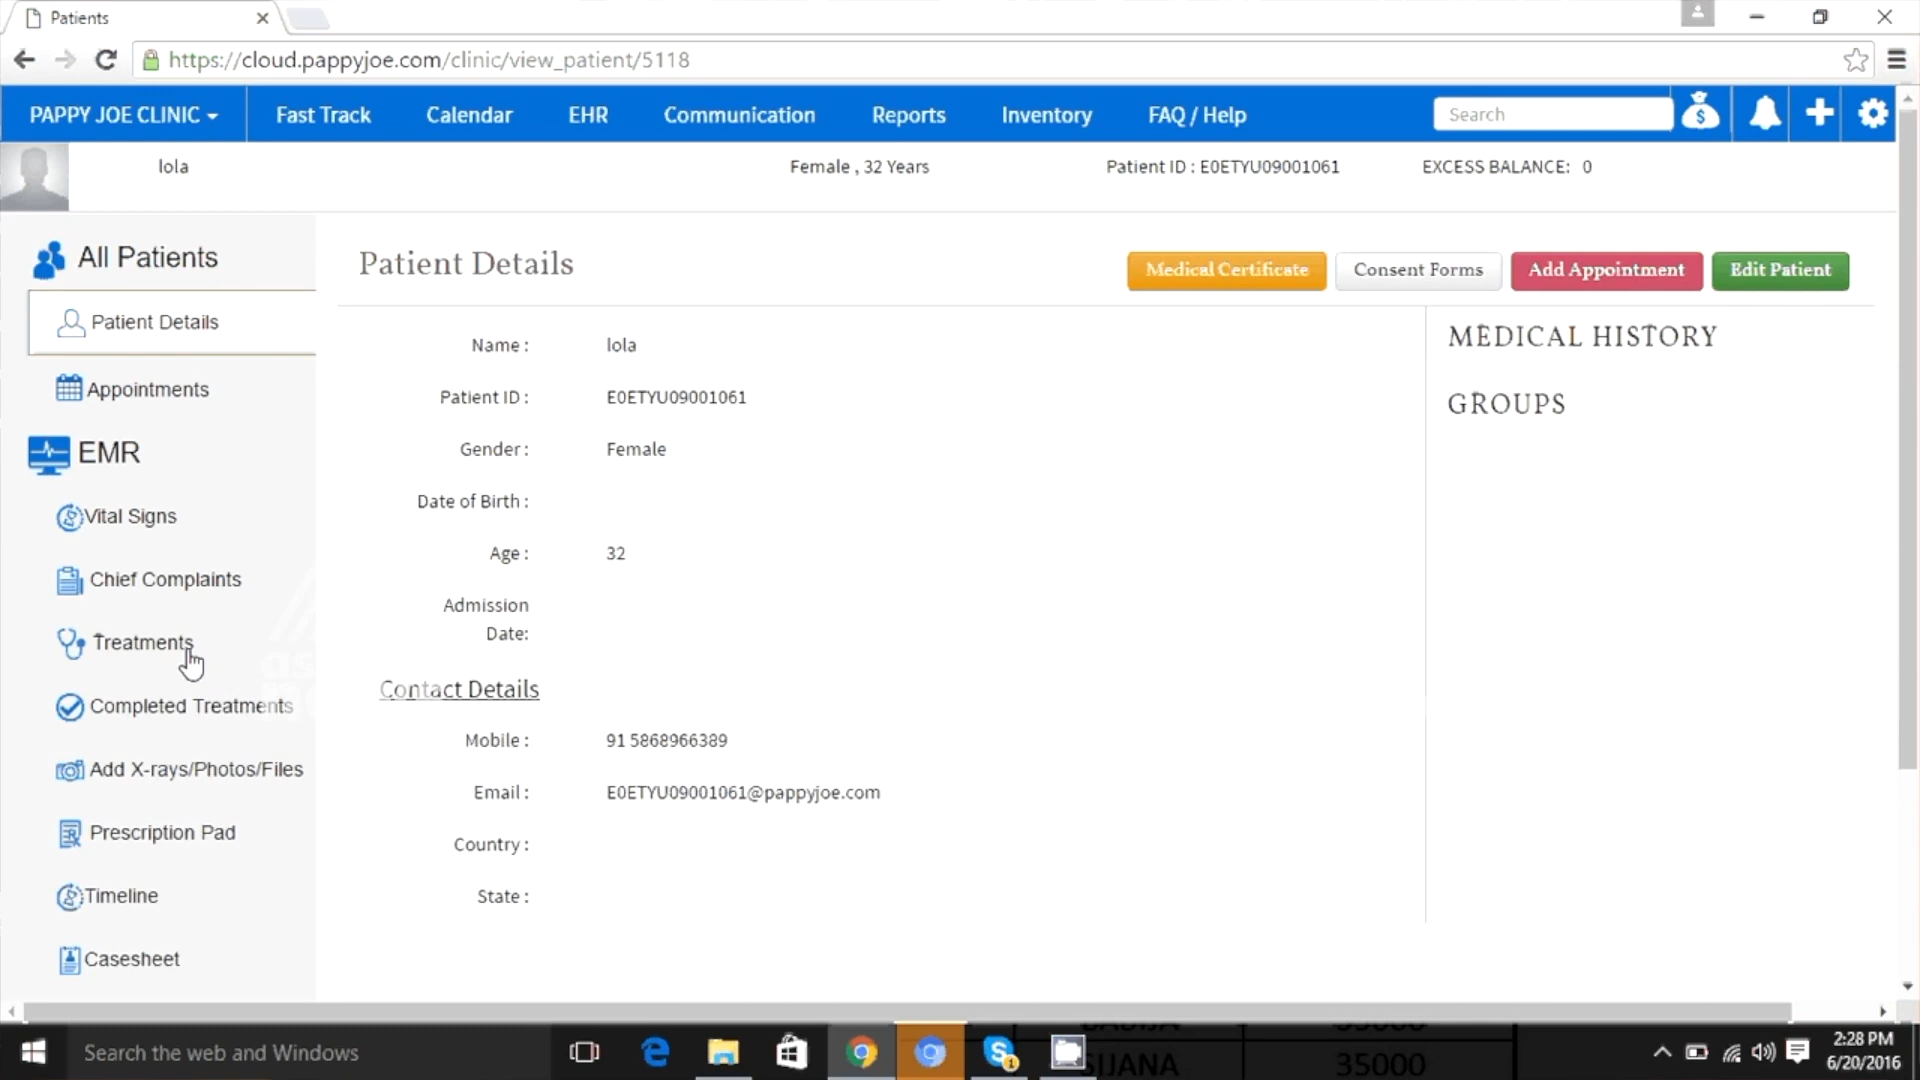 Patients
https://cloud.pappyjoe.com/clinic/view_patient/5118
PAPPY JOE CLINIC Fast Track Calendar EHR Communication Reports Inventory FAQ / Help Search
lola Female , 32 Years Patient ID : E0ETYU09001061 EXCESS BALANCE: 0
All Patients
Patient Details
Appointments
EMR
Vital Signs
Chief Complaints
Treatments
Completed Treatments
Add X-rays/Photos/Files
Prescription Pad
Timeline
Casesheet
Patient Details
Medical Certificate Consent Forms Add Appointment Edit Patient
Name : lola
Patient ID : E0ETYU09001061
Gender : Female
Date of Birth :
Age : 32
Admission
Date:
Contact Details
Mobile : 91 5868966389
Email : E0ETYU09001061@pappyjoe.com
Country :
State :
MEDICAL HISTORY
GROUPS
Search the web and Windows
1
SIJANA 35000
2:28 PM
6/20/2016